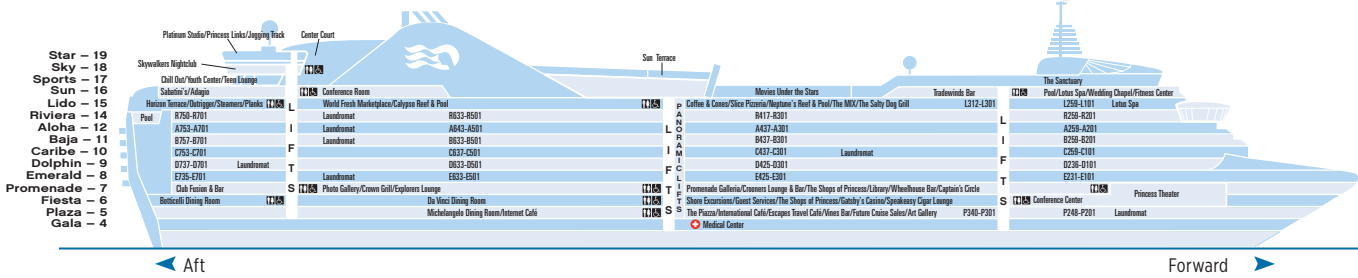 Platinum Studio/Princess Links/Jogging Track
Center Court
Star – 19
Sky – 18
Skywalkers Nightclub
Sun Terrace
Sports – 17
Chill Out/Youth Center/Teen Lounge
The Sanctuary
Sun – 16
Sabatini's/Adagio
Conference Room
Movies Under the Stars
Tradewinds Bar
Pool/Lotus Spa/Wedding Chapel/Fitness Center
Lido – 15
Horizon Terrace/Outrigger/Steamers/Planks
World Fresh Marketplace/Calypso Reef & Pool
Coffee & Cones/Slice Pizzeria/Neptune's Reef & Pool/The MIX/The Salty Dog Grill
L312-L301
L259-L101
Lotus Spa
Riviera – 14
Pool
R750-R701
Laundromat
R633-R501
R417-R301
R259-R201
Aloha – 12
A753-A701
Laundromat
A643-A501
A437-A301
A259-A201
Baja – 11
B757-B701
Laundromat
B633-B501
B437-B301
B259-B201
Caribe – 10
C753-C701
C637-C501
C437-C301
Laundromat
C259-C101
Dolphin – 9
D737-D701
Laundromat
D633-D501
D425-D301
D236-D101
Emerald – 8
E735-E701
Laundromat
E633-E501
E425-E301
E231-E101
Promenade – 7
Club Fusion & Bar
Photo Gallery/Crown Grill/Explorers Lounge
Promenade Galleria/Crooners Lounge & Bar/The Shops of Princess/Library/Wheelhouse Bar/Captain's Circle
Princess Theater
Fiesta – 6
Botticelli Dining Room
Da Vinci Dining Room
Shore Excursions/Guest Services/The Shops of Princess/Gatsby's Casino/Speakeasy Cigar Lounge
Conference Center
Plaza – 5
Michelangelo Dining Room/Internet Café
The Piazza/International Café/Escapes Travel Café/Vines Bar/Future Cruise Sales/Art Gallery
P340-P301
P248-P201
Laundromat
Gala – 4
Medical Center
LIFTS
LIFTS
PANORAMIC LIFTS
LIFTS
Aft
Forward